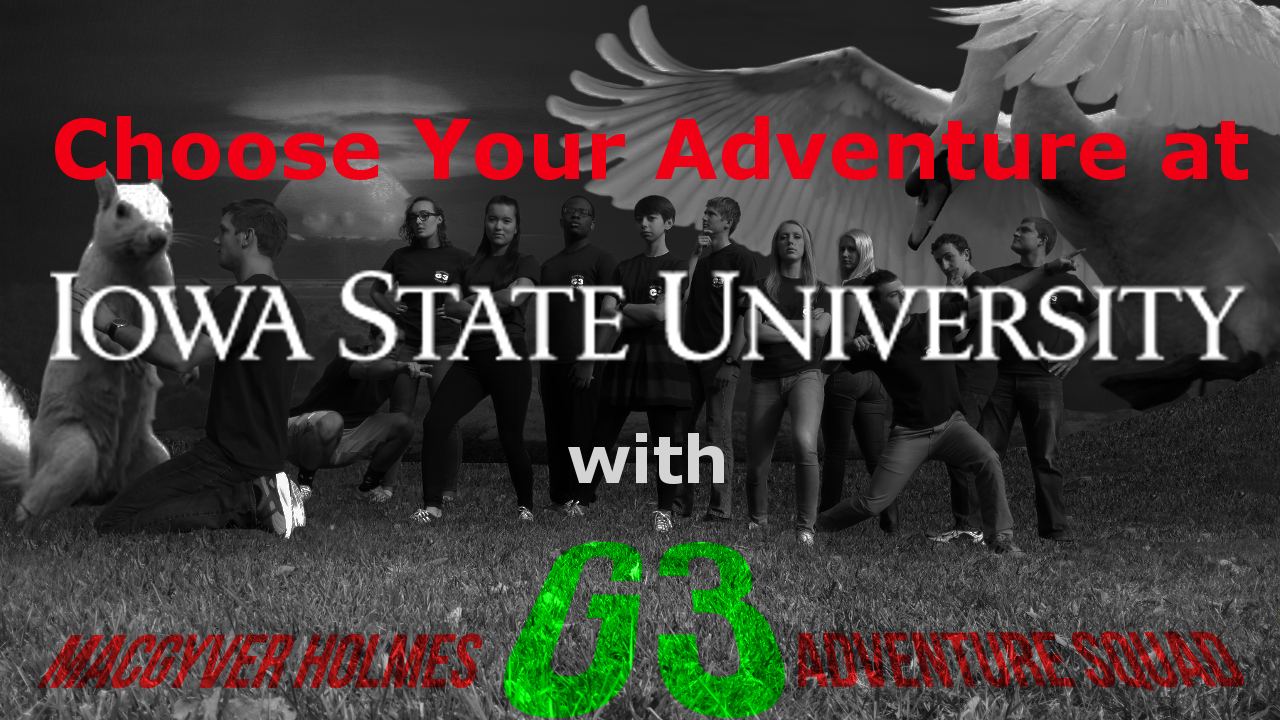 Choose Your Adventure at
IOWA STATE UNIVERSITY
with
G3
MACGYVER HOLMES ADVENTURE SQUAD